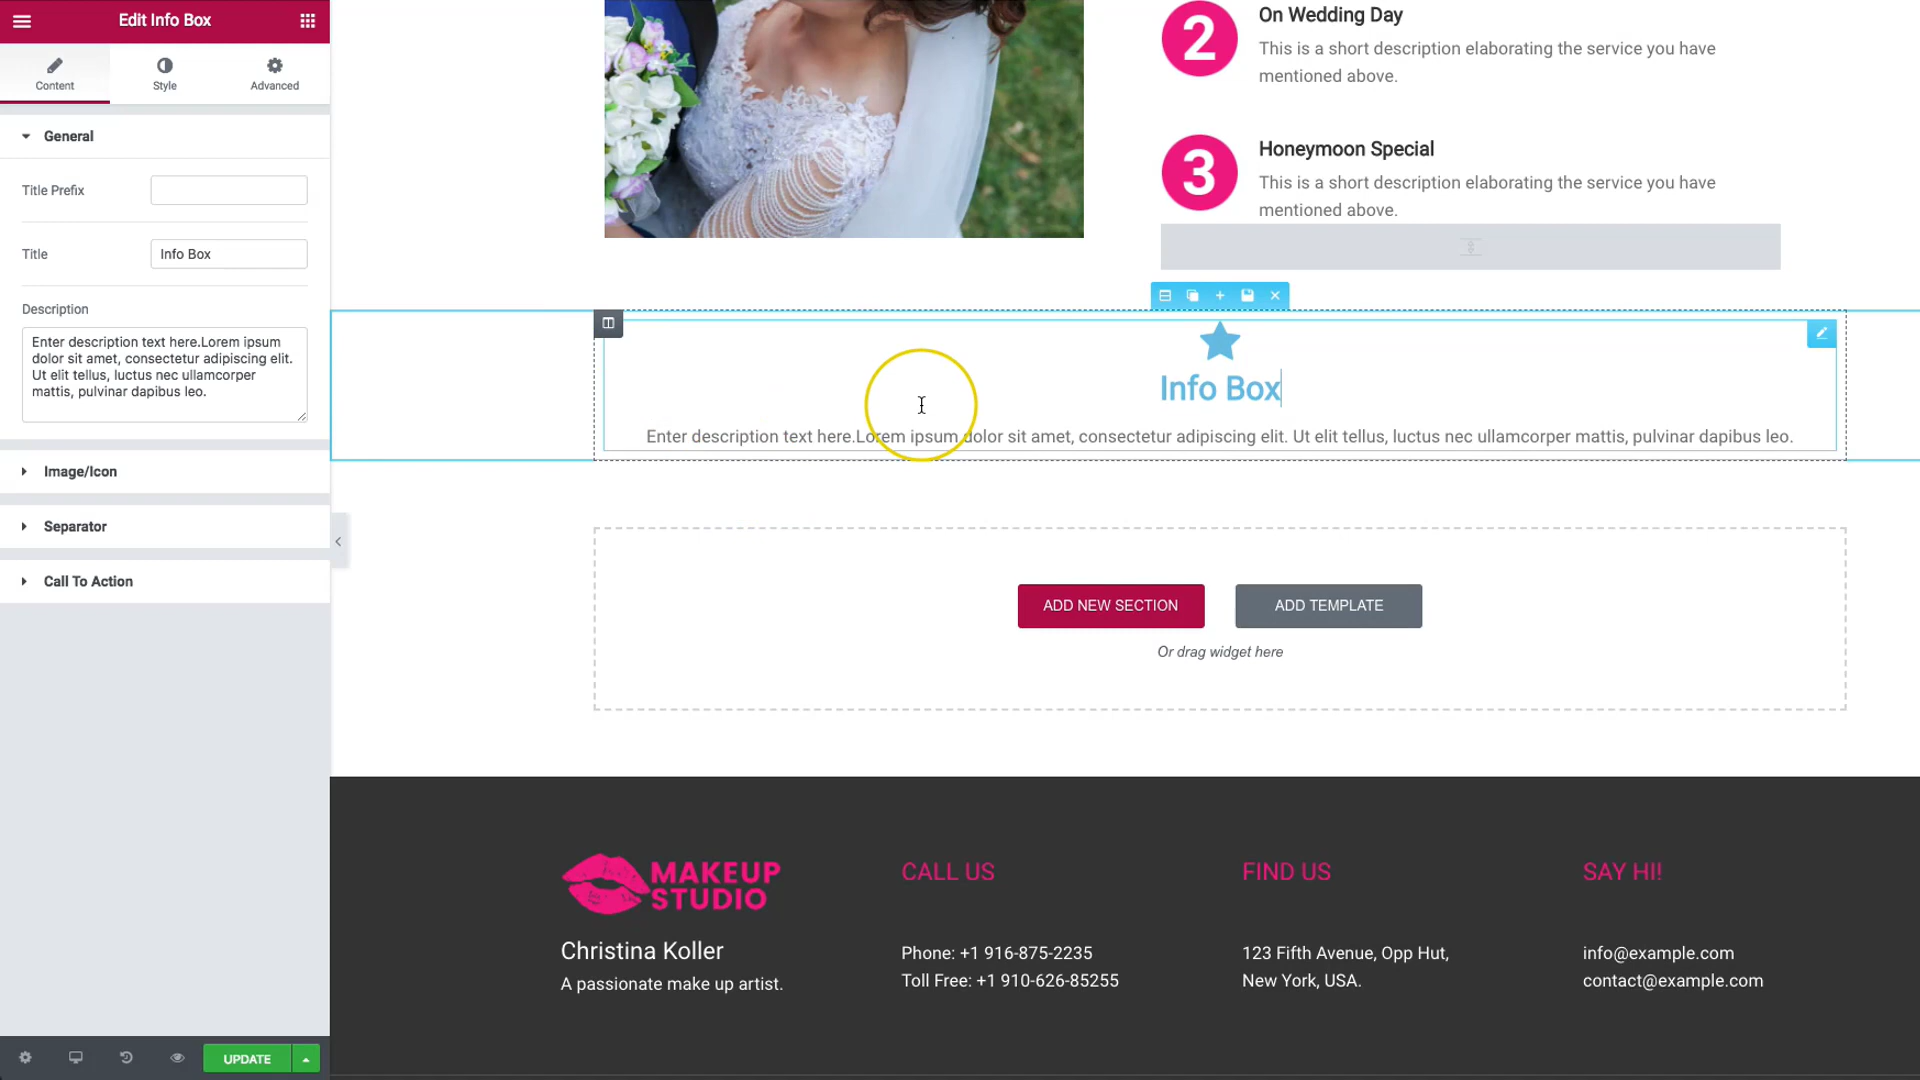 Edit Info Box
Content
Style
Advanced
General
Title Prefix
Title
Info Box
Description
Enter description text here.Lorem ipsum
dolor sit amet, consectetur adipiscing elit.
Ut elit tellus, luctus nec ullamcorper
mattis, pulvinar dapibus leo.
Image/Icon
Separator
Call To Action
UPDATE
2
On Wedding Day
This is a short description elaborating the service you have
mentioned above.
3
Honeymoon Special
This is a short description elaborating the service you have
mentioned above.
Info Box
Enter description text here.Lorem ipsum dolor sit amet, consectetur adipiscing elit. Ut elit tellus, luctus nec ullamcorper mattis, pulvinar dapibus leo.
ADD NEW SECTION
ADD TEMPLATE
Or drag widget here
MAKEUP
STUDIO
Christina Koller
A passionate make up artist.
CALL US
Phone: +1 916-875-2235
Toll Free: +1 910-626-85255
FIND US
123 Fifth Avenue, Opp Hut,
New York, USA.
SAY HI!
info@example.com
contact@example.com